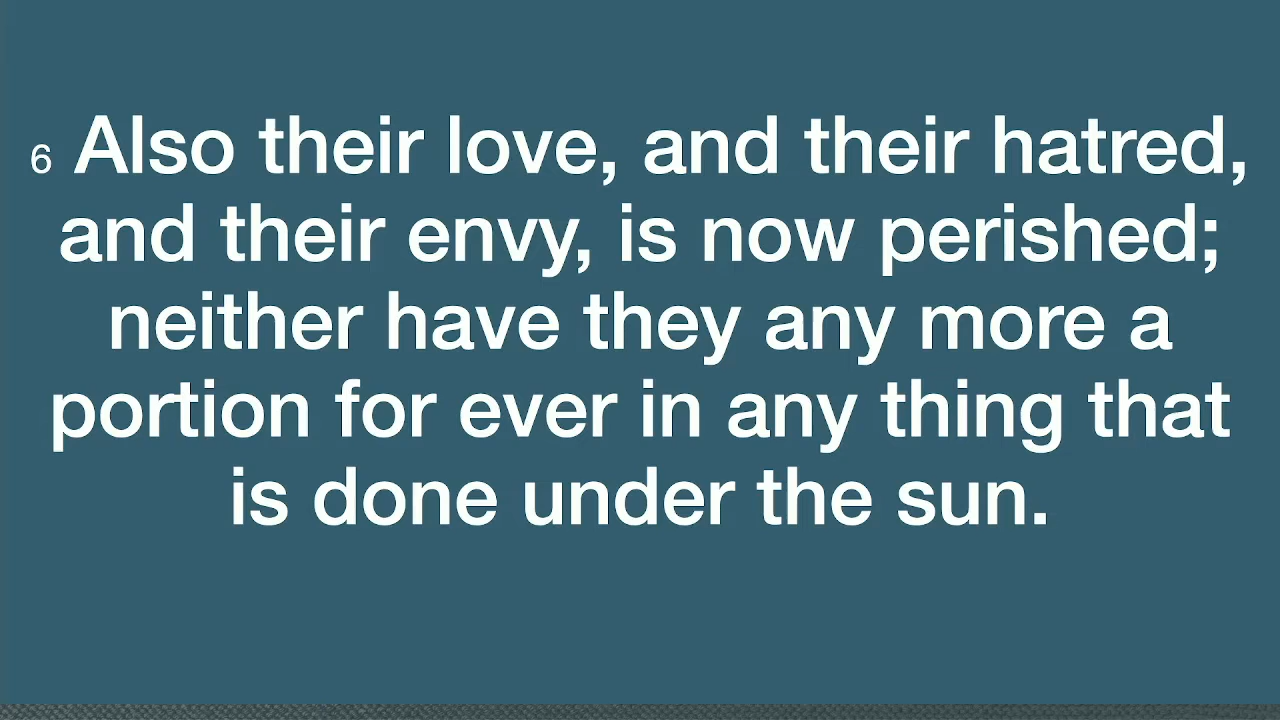 6 Also their love, and their hatred,
and their envy, is now perished;
neither have they any more a
portion for ever in any thing that
is done under the sun.